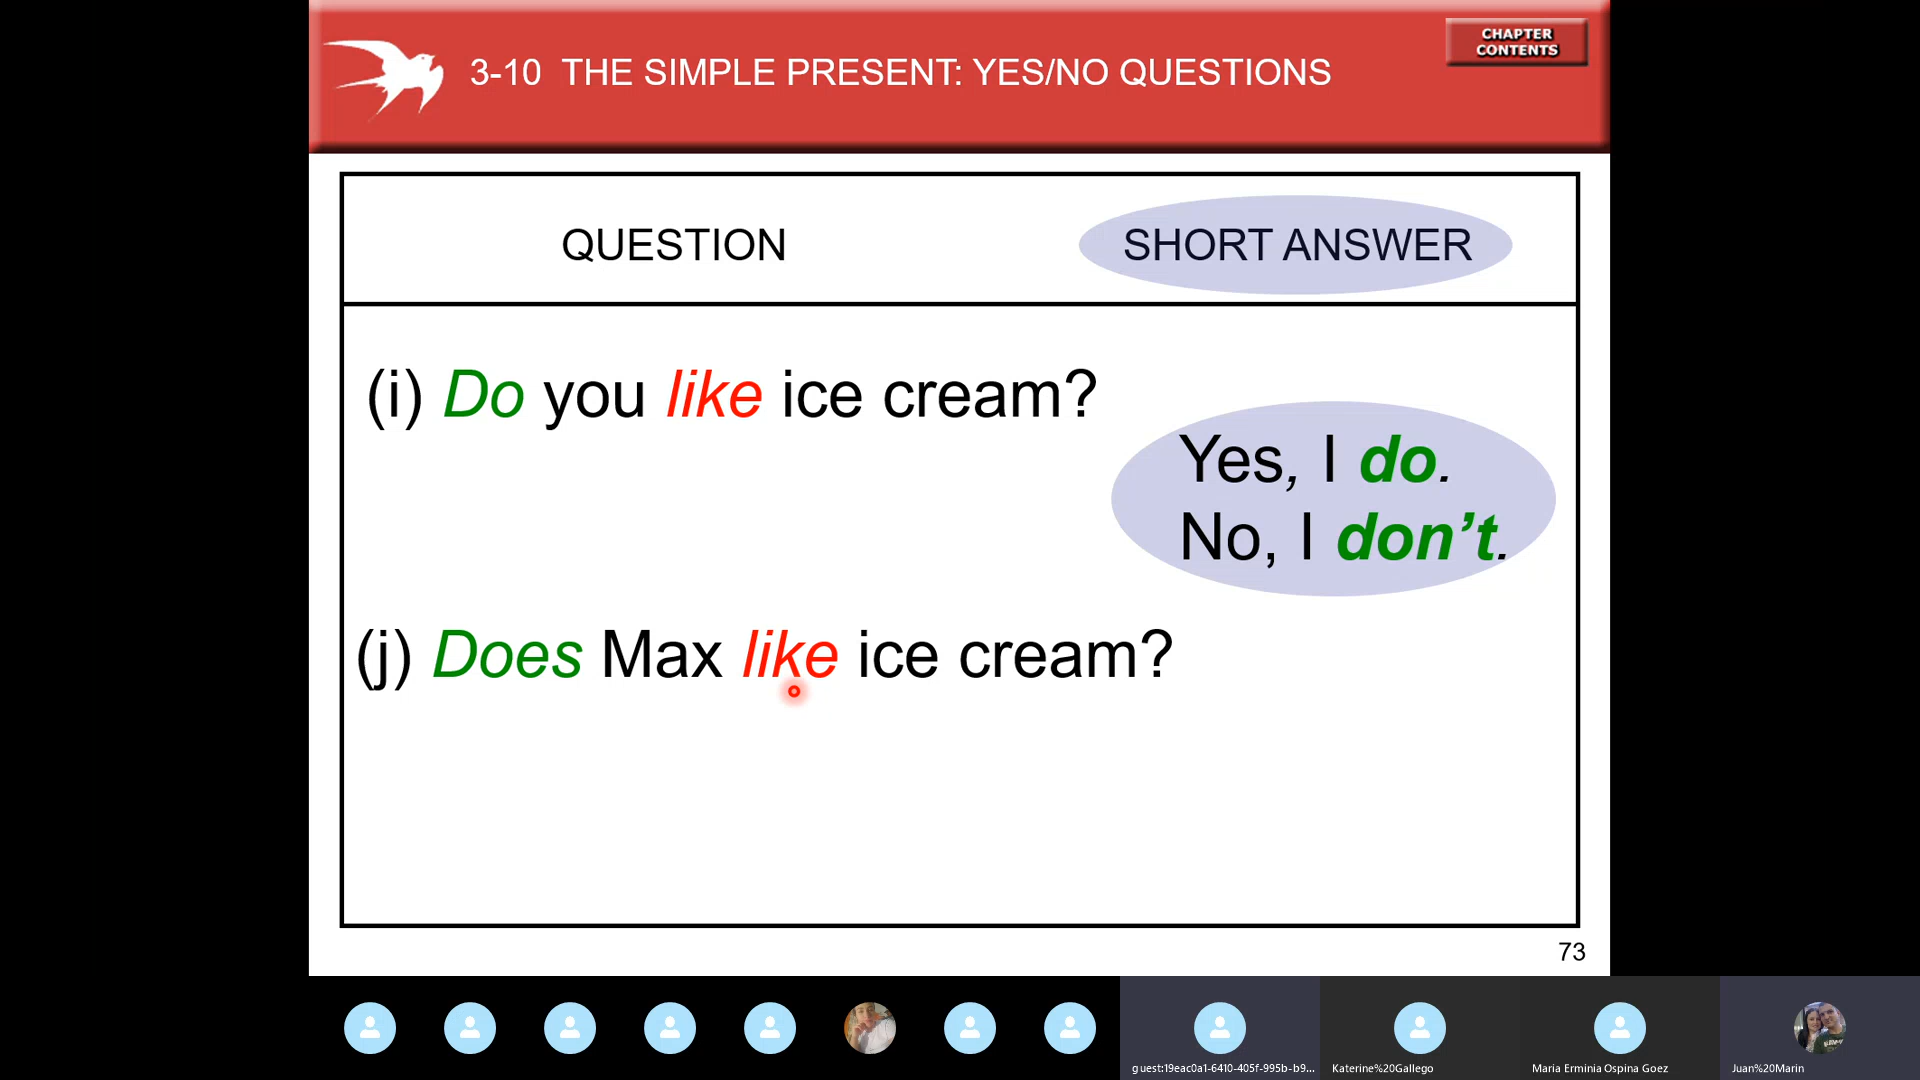 CHAPTER
CONTENTS
3-10 THE SIMPLE PRESENT: YES/NO QUESTIONS
QUESTION
SHORT ANSWER
(i) Do you like ice cream?
Yes, I do.
No, I don’t.
(j) Does Max like ice cream?
73
guest:19eac0a1-6410-405f-995b-b9...
Katerine%20Gallego
Maria Erminia Ospina Goez
Juan%20Marin